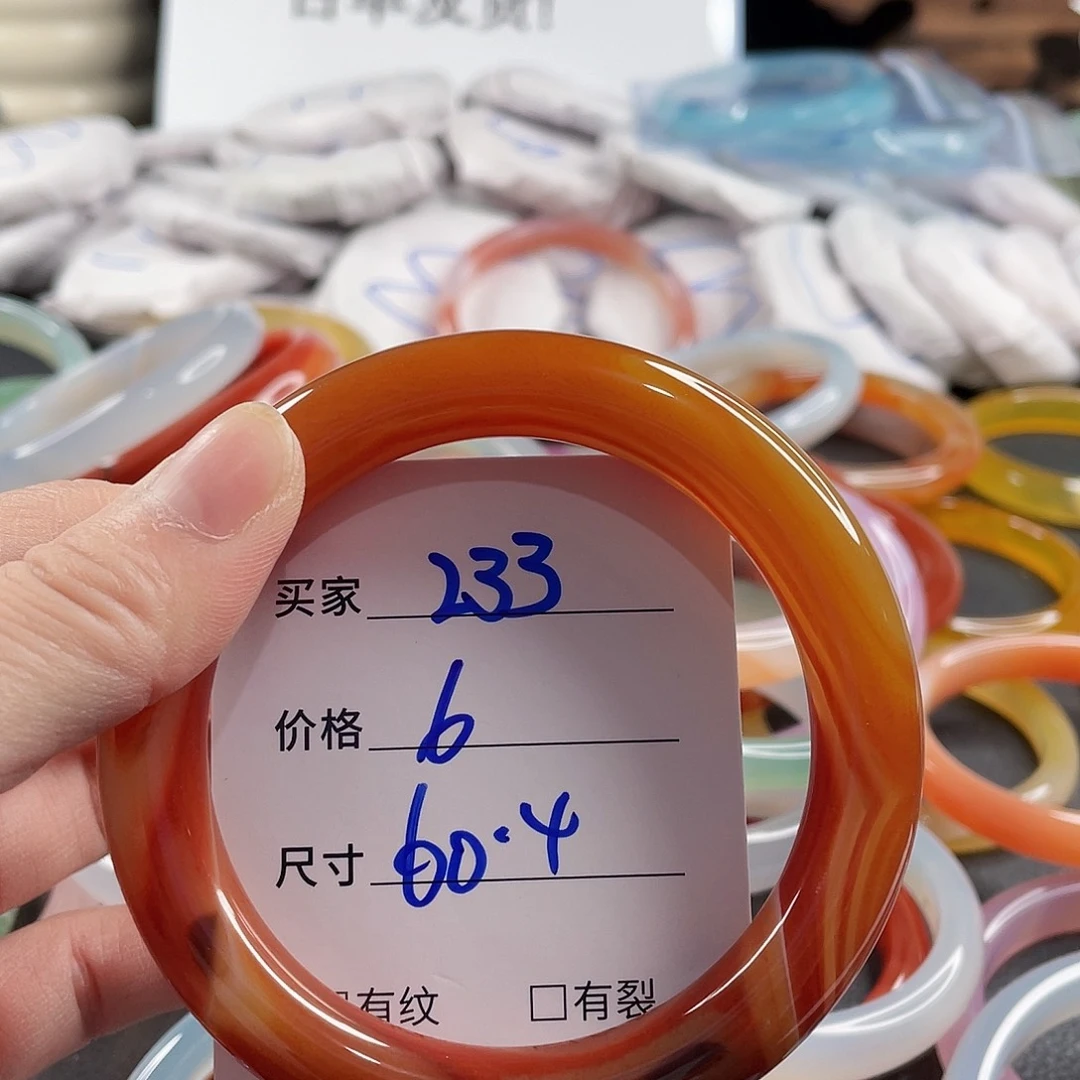 买家 233
价格 6
尺寸 60.4
有纹 □有裂